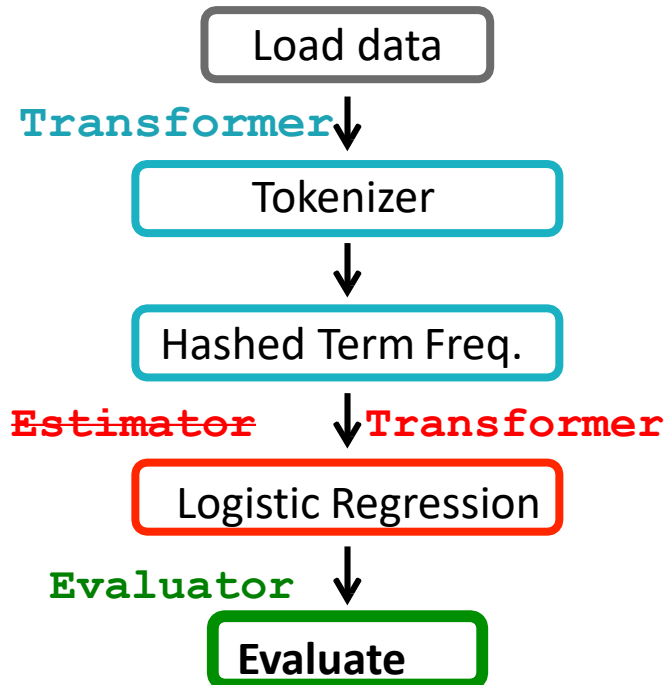 Load data
Transformer
Tokenizer
Hashed Term Freq.
Estimator Transformer
Logistic Regression
Evaluator
Evaluate